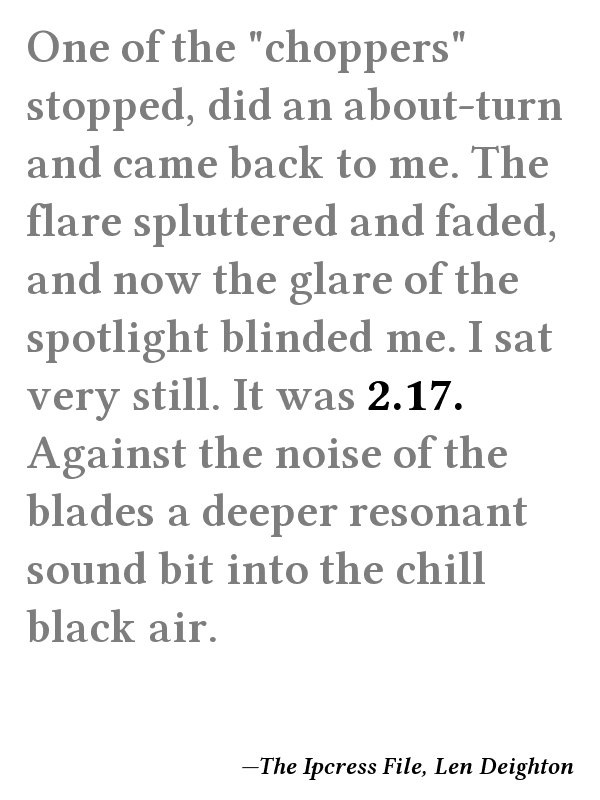 One of the "choppers"
stopped, did an about-turn
and came back to me. The
flare spluttered and faded,
and now the glare of the
spotlight blinded me. I sat
very still. It was 2.17.
Against the noise of the
blades a deeper resonant
sound bit into the chill
black air.
—The Ipcress File, Len Deighton